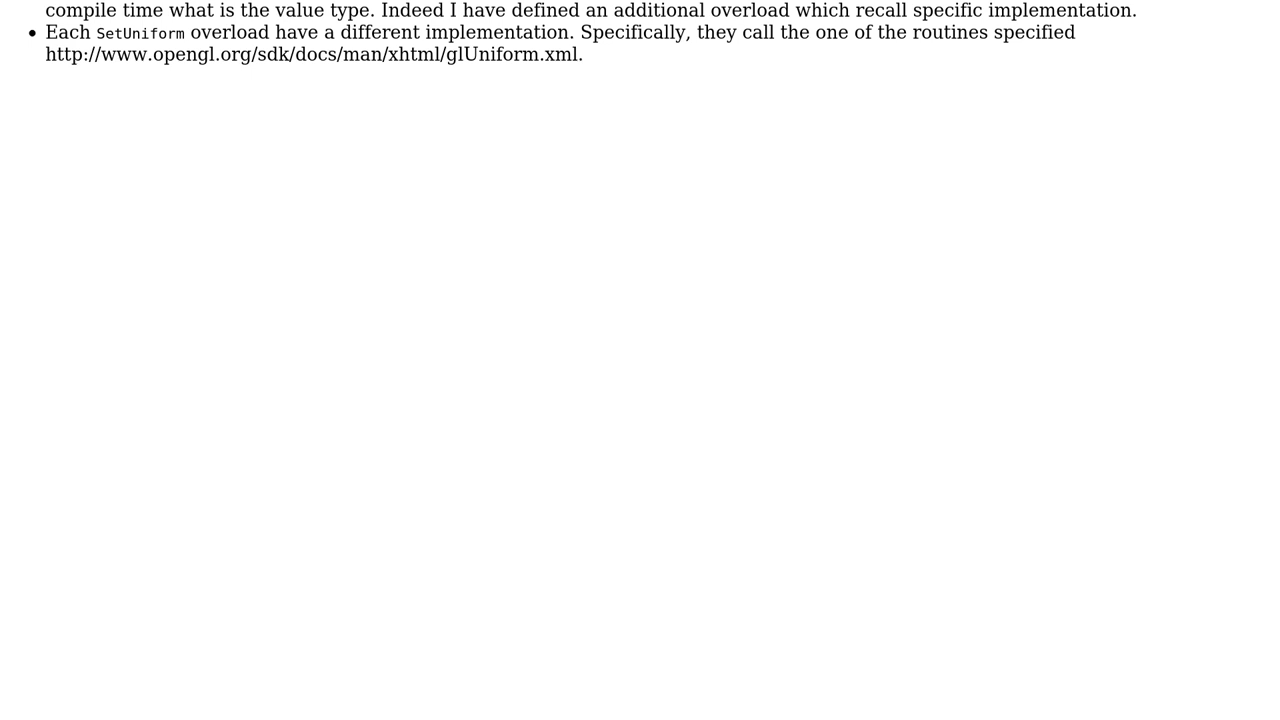 compile time what is the value type. Indeed I have defined an additional overload which recall specific implementation.
• Each SetUniform overload have a different implementation. Specifically, they call the one of the routines specified
http://www.opengl.org/sdk/docs/man/xhtml/glUniform.xml.